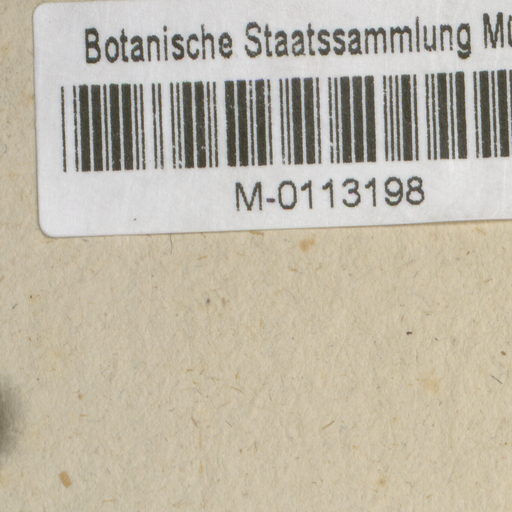 Botanische Staatssammlung
M-0113198